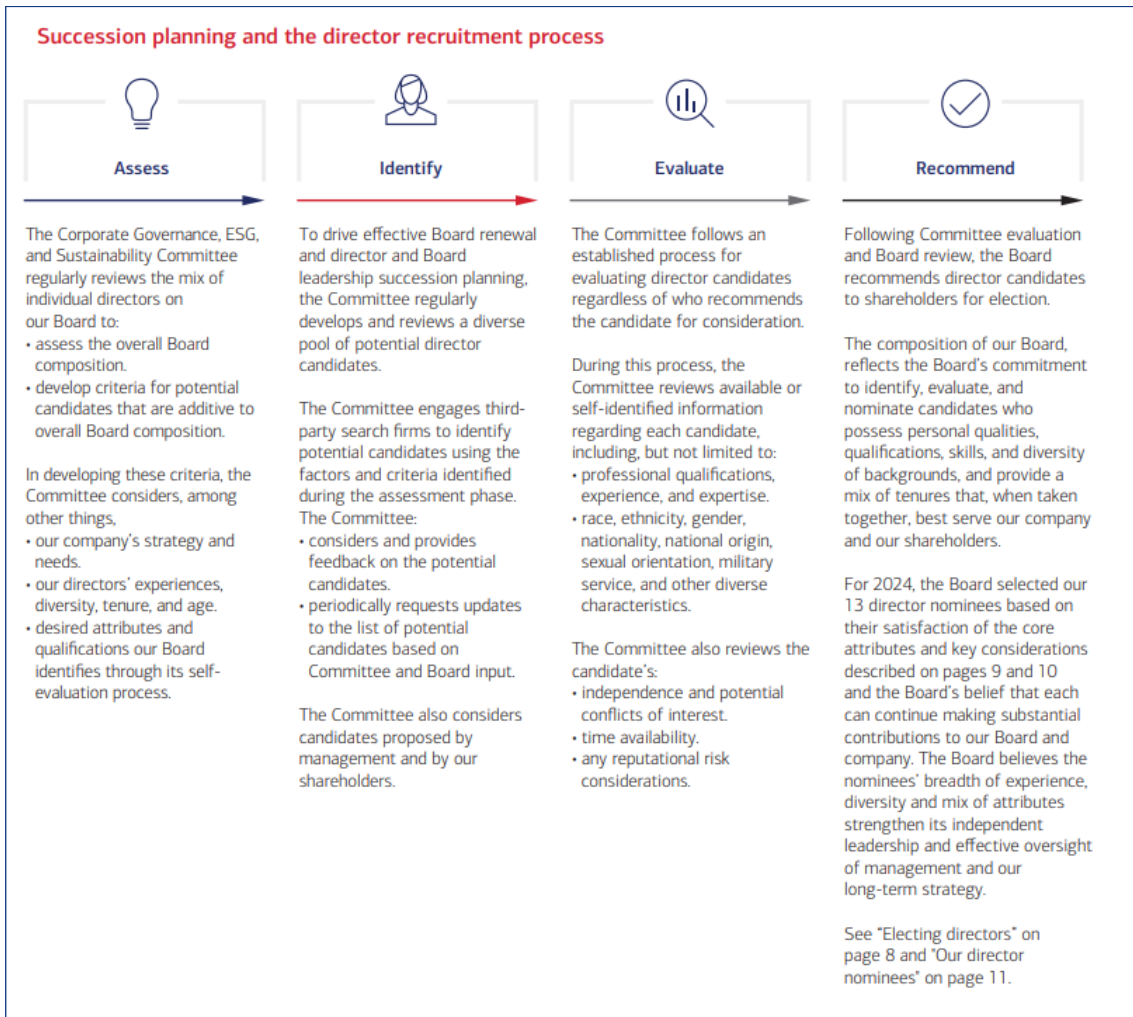 Succession planning and the director recruitment process
Assess
The Corporate Governance, ESG,
and Sustainability Committee
regularly reviews the mix of
individual directors on
our Board to:
• assess the overall Board
composition.
• develop criteria for potential
candidates that are additive to
overall Board composition.
In developing these criteria, the
Committee considers, among
other things,
• our company's strategy and
needs.
• our directors' experiences,
diversity, tenure, and age.
• desired attributes and
qualifications our Board
identifies through its self-
evaluation process.
Identify
To drive effective Board renewal
and director and Board
leadership succession planning,
the Committee regularly
develops and reviews a diverse
pool of potential director
candidates.
The Committee engages third-
party search firms to identify
potential candidates using the
factors and criteria identified
during the assessment phase.
The Committee:
• considers and provides
feedback on the potential
candidates.
• periodically requests updates
to the list of potential
candidates based on
Committee and Board input.
The Committee also considers
candidates proposed by
management and by our
shareholders.
Evaluate
The Committee follows an
established process for
evaluating director candidates
regardless of who recommends
the candidate for consideration.
During this process, the
Committee reviews available or
self-identified information
regarding each candidate,
including, but not limited to:
• professional qualifications,
experience, and expertise.
• race, ethnicity, gender,
nationality, national origin,
sexual orientation, military
service, and other diverse
characteristics.
The Committee also reviews the
candidate's:
• independence and potential
conflicts of interest.
• time availability.
• any reputational risk
considerations.
Recommend
Following Committee evaluation
and Board review, the Board
recommends director candidates
to shareholders for election.
The composition of our Board,
reflects the Board's commitment
to identify, evaluate, and
nominate candidates who
possess personal qualities,
qualifications, skills, and diversity
of backgrounds, and provide a
mix of tenures that, when taken
together, best serve our company
and our shareholders.
For 2024, the Board selected our
13 director nominees based on
their satisfaction of the core
attributes and key considerations
described on pages 9 and 10
and the Board's belief that each
can continue making substantial
contributions to our Board and
company. The Board believes the
nominees' breadth of experience,
diversity and mix of attributes
strengthen its independent
leadership and effective oversight
of management and our
long-term strategy.
See "Electing directors" on
page 8 and "Our director
nominees" on page 11.